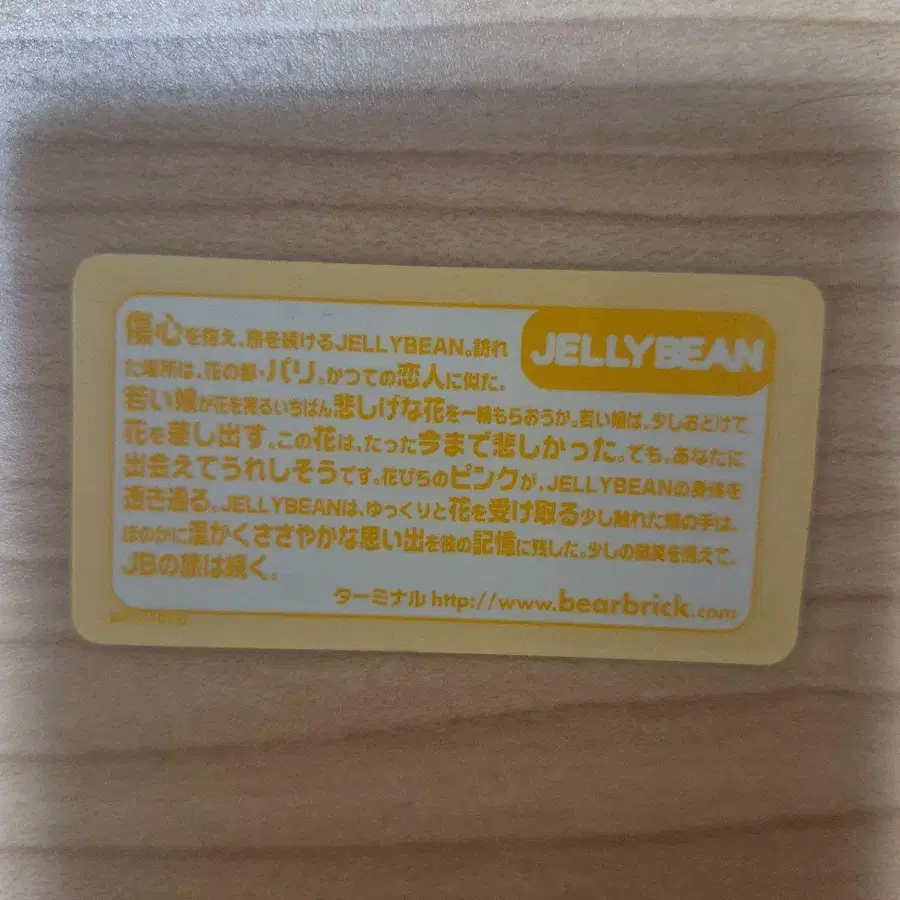 JELLYBEAN
傷心を抱え、旅を続けるJELLYBEAN。訪れ
た場所は、花の都・パリ。かつての恋人に似た、
若い娘が花を売るいちばん悲しげな花を一輪もらおうか。若い娘は、少しおどけて
花を差し出す。この花は、たった今まで悲しかった。でも、あなたに
出会えてうれしそうです。花びらのピンクが、JELLYBEANの身体を
透き通る。JELLYBEANは、ゆっくりと花を受け取る少し触れた娘の手は、
ほのかに温かくささやかな思い出を彼の記憶に残した。少しの微笑を携えて、
JBの旅は続く。
ターミナル http://www.bearbrick.com